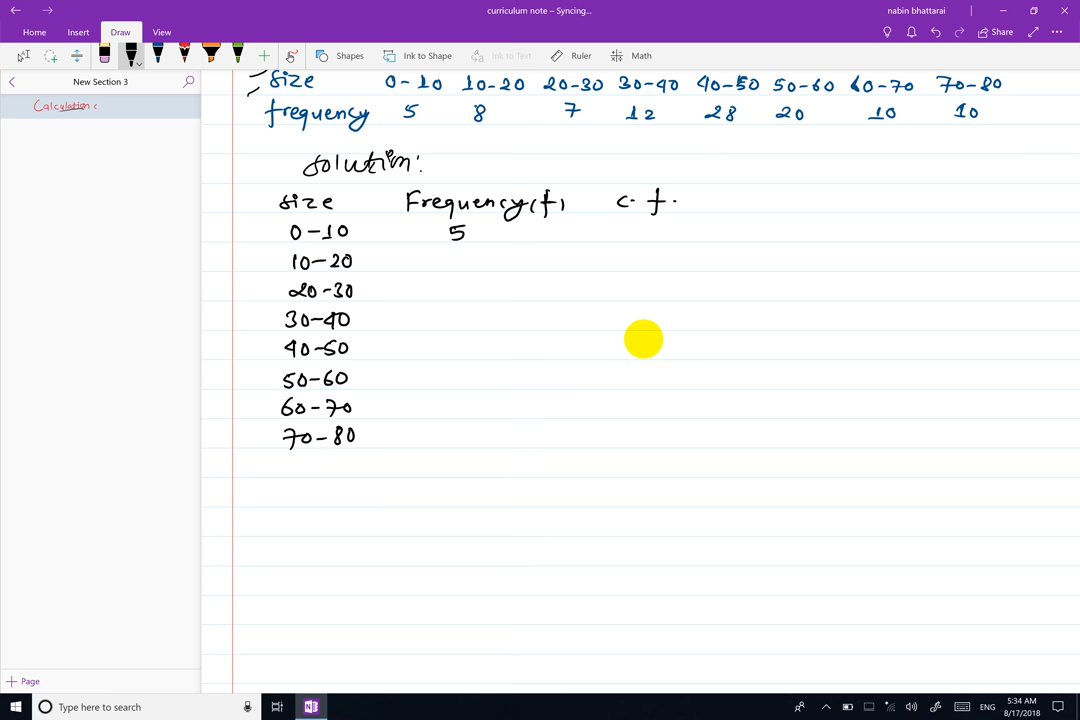 curriculum note – Syncing...
nabin bhattarai
Home Insert Draw View
Share
Shapes Ink to Shape Ink to Text Ruler Math
New Section 3
Calculation c
size 0-10 10-20 20-30 30-40 40-50 50-60 60-70 70-80
frequency 5 8 7 12 28 20 10 10
Solution:
size Frequency(f) c.f.
0-10 5
10-20
20-30
30-40
40-50
50-60
60-70
70-80
+ Page
Type here to search
ENG
5:34 AM
8/17/2018